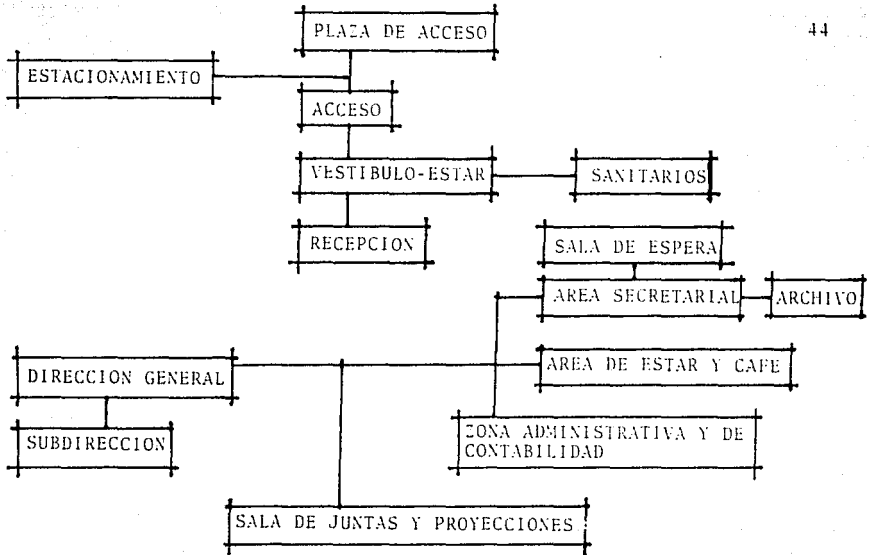 44
PLAZA DE ACCESO
ESTACIONAMIENTO
ACCESO
VESTIBULO-ESTAR
SANITARIOS
RECEPCION
SALA DE ESPERA
AREA SECRETARIAL
ARCHIVO
DIRECCION GENERAL
AREA DE ESTAR Y CAFE
SUBDIRECCION
ZONA ADMINISTRATIVA Y DE
CONTABILIDAD
SALA DE JUNTAS Y PROYECCIONES